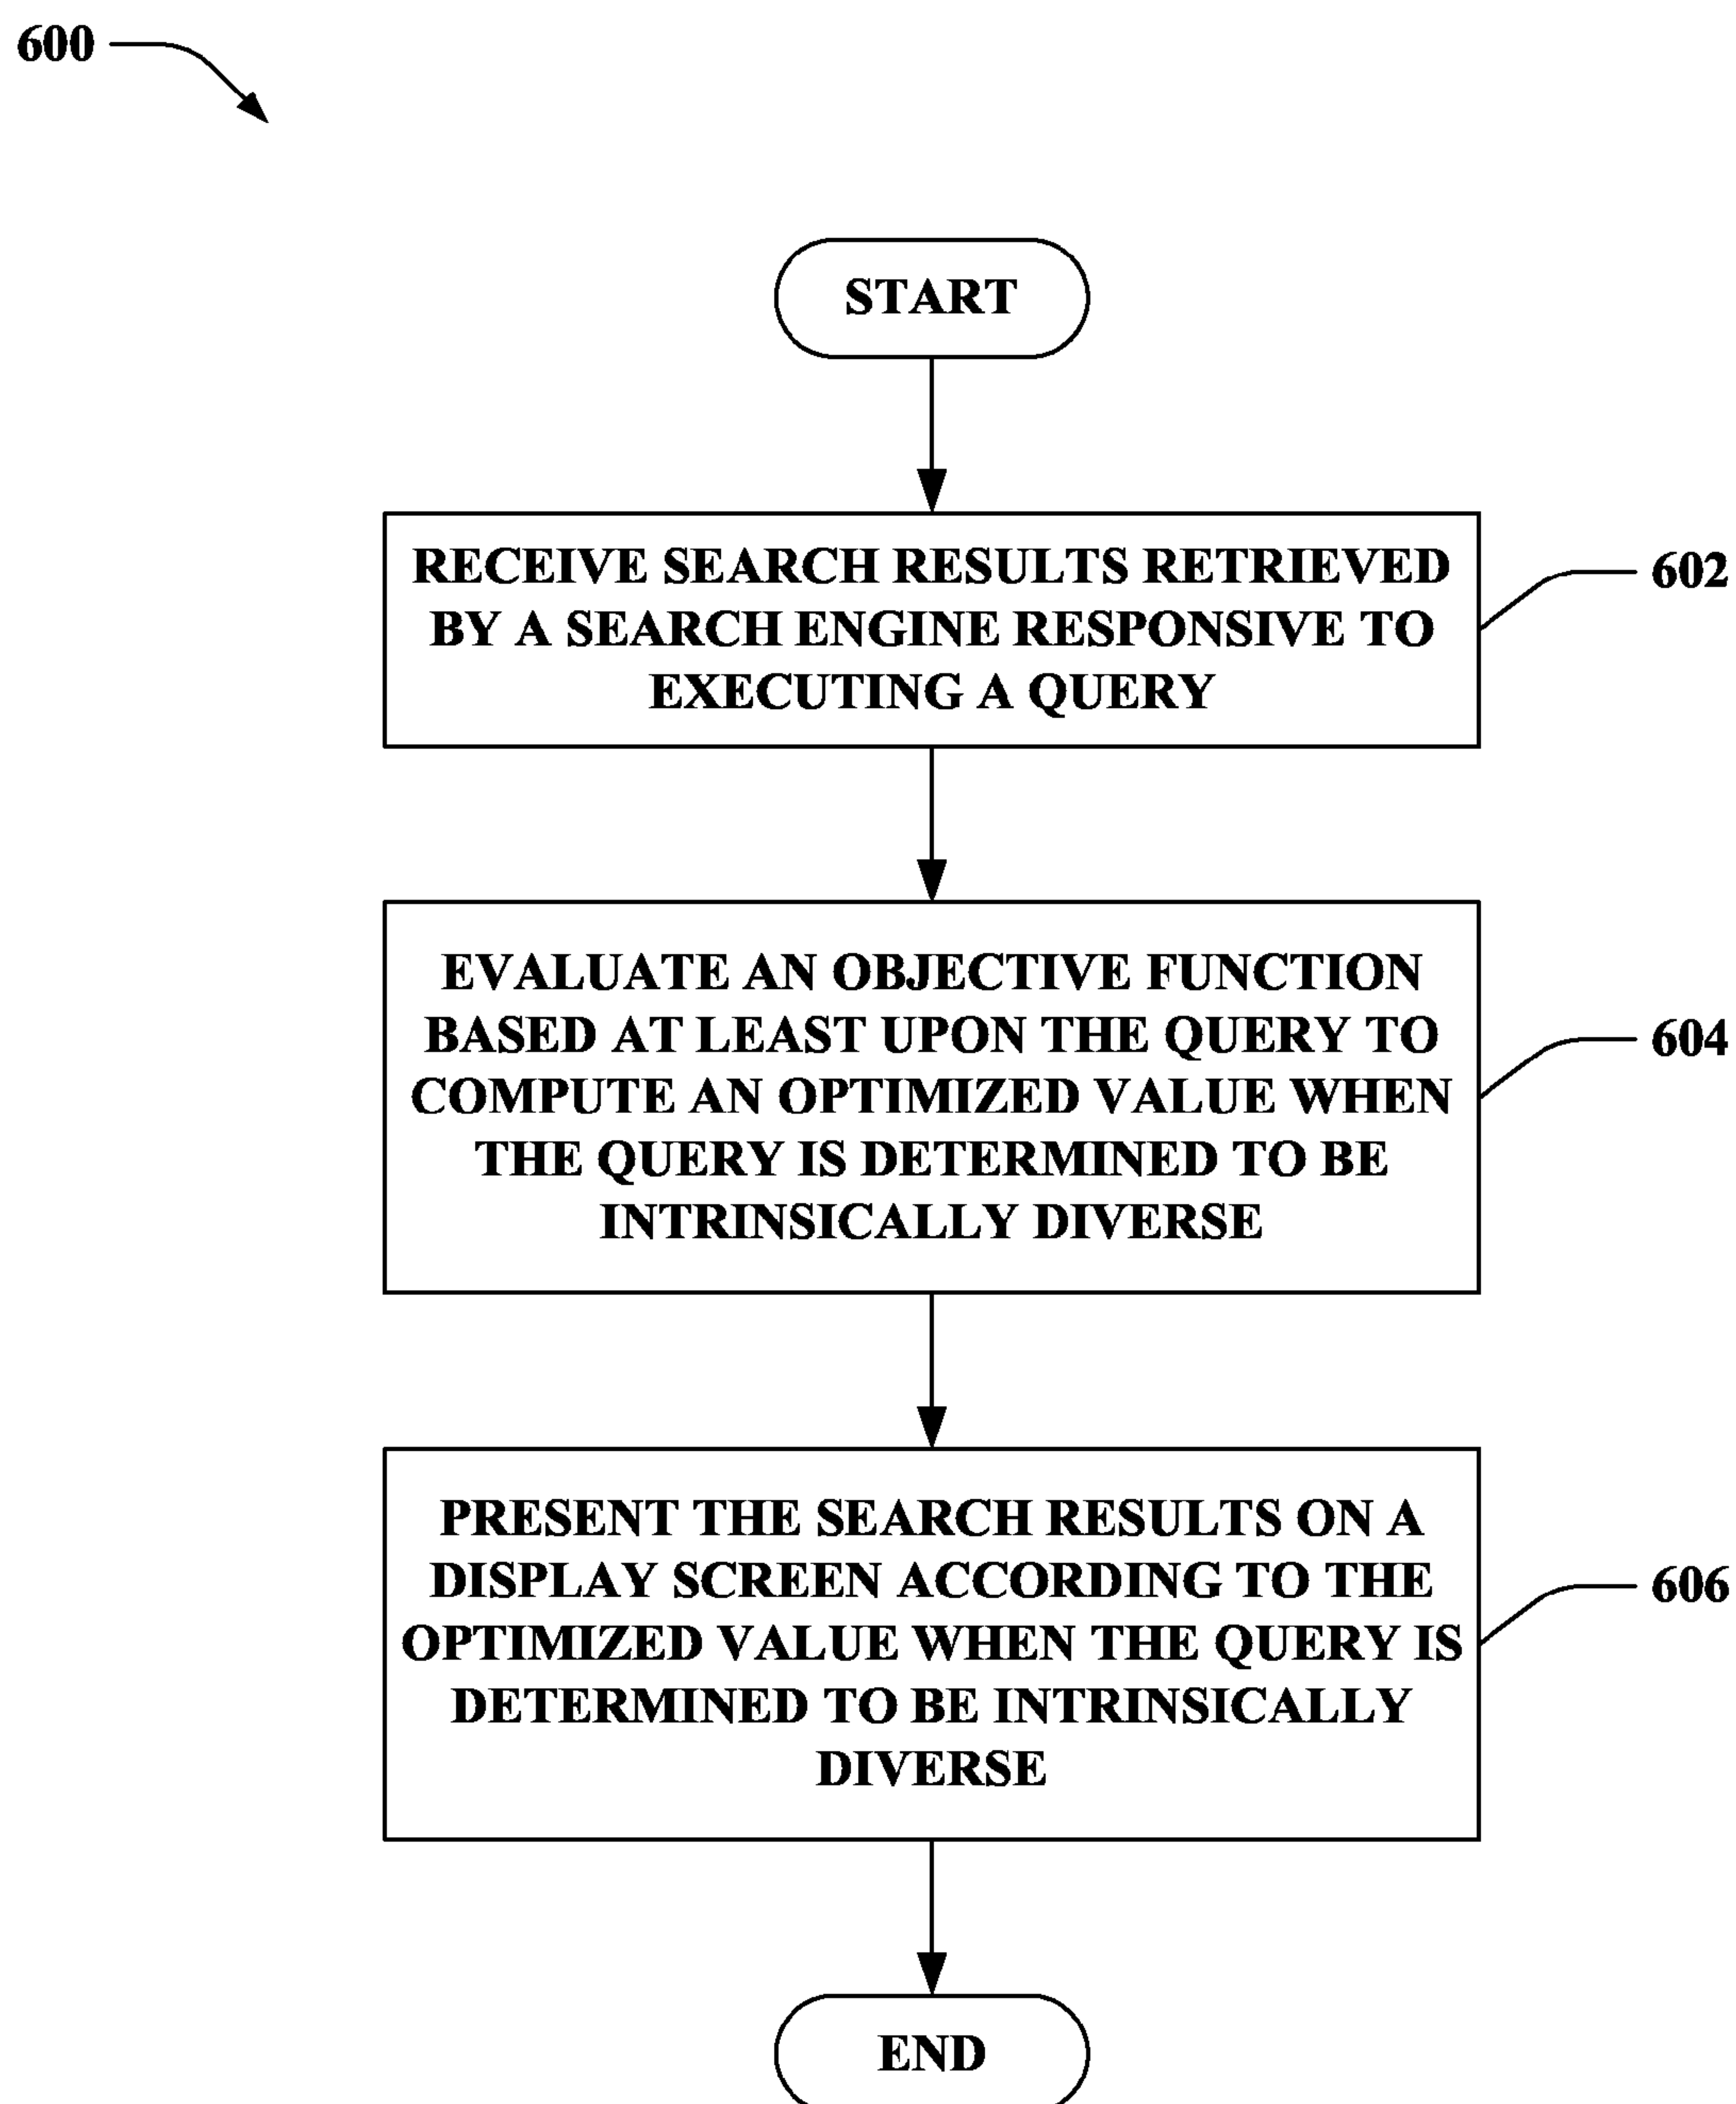 600
START
RECEIVE SEARCH RESULTS RETRIEVED
BY A SEARCH ENGINE RESPONSIVE TO
EXECUTING A QUERY
602
EVALUATE AN OBJECTIVE FUNCTION
BASED AT LEAST UPON THE QUERY TO
COMPUTE AN OPTIMIZED VALUE WHEN
THE QUERY IS DETERMINED TO BE
INTRINSICALLY DIVERSE
604
PRESENT THE SEARCH RESULTS ON A
DISPLAY SCREEN ACCORDING TO THE
OPTIMIZED VALUE WHEN THE QUERY IS
DETERMINED TO BE INTRINSICALLY
DIVERSE
606
END